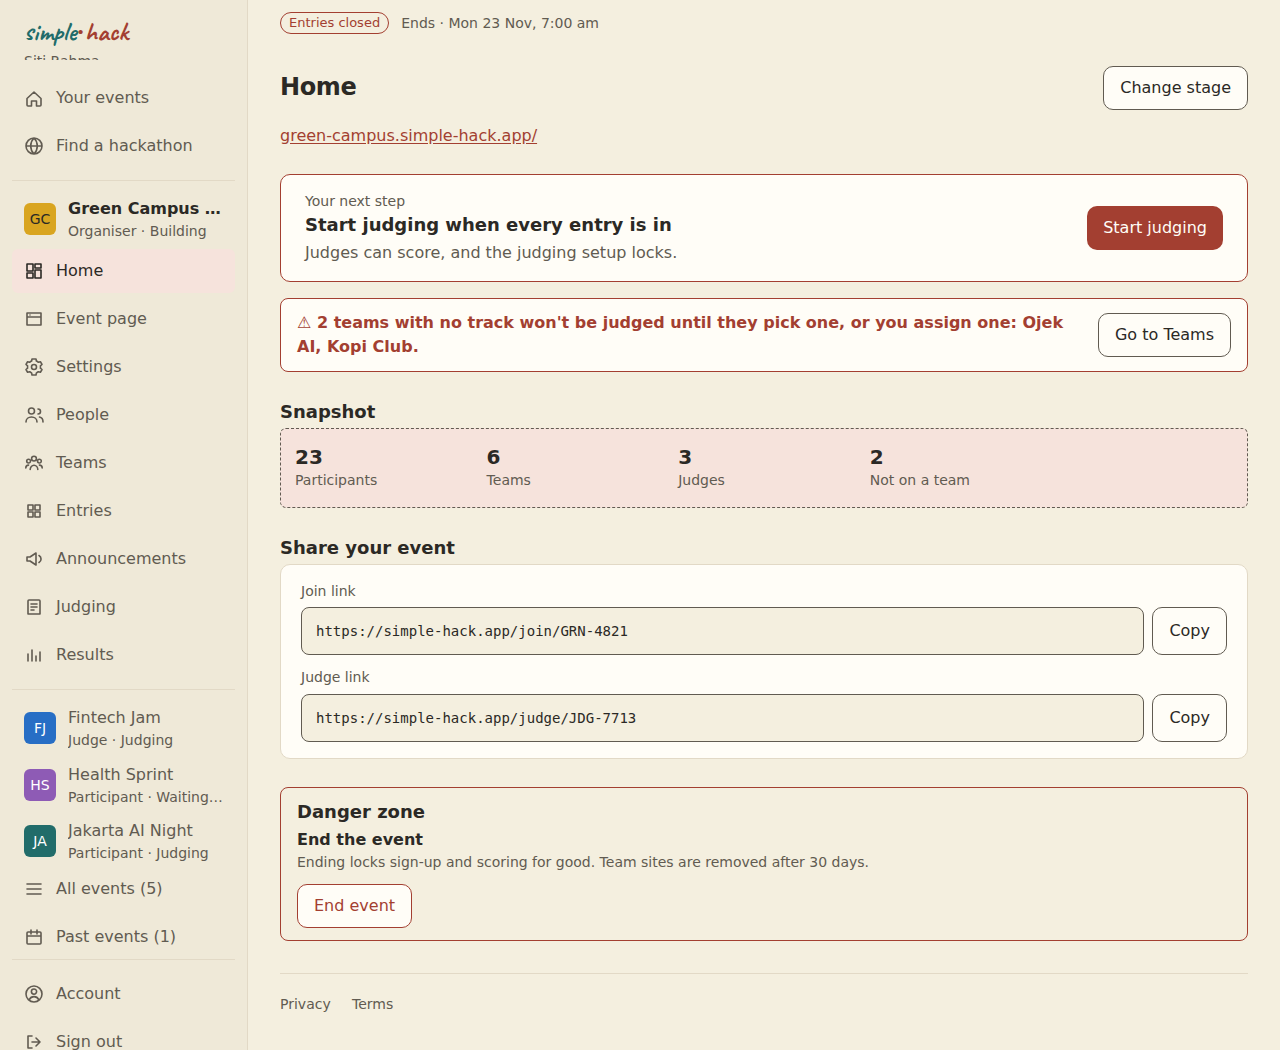 simple·hack
Siti Rahma
Your events
Find a hackathon
GC
Green Campus ...
Organiser · Building
Home
Event page
Settings
People
Teams
Entries
Announcements
Judging
Results
FJ
Fintech Jam
Judge · Judging
HS
Health Sprint
Participant · Waiting...
JA
Jakarta AI Night
Participant · Judging
All events (5)
Past events (1)
Account
Sign out
Entries closed
Ends · Mon 23 Nov, 7:00 am
Home
Change stage
green-campus.simple-hack.app/
Your next step
Start judging when every entry is in
Judges can score, and the judging setup locks.
Start judging
⚠ 2 teams with no track won't be judged until they pick one, or you assign one: Ojek
AI, Kopi Club.
Go to Teams
Snapshot
23
Participants
6
Teams
3
Judges
2
Not on a team
Share your event
Join link
https://simple-hack.app/join/GRN-4821
Copy
Judge link
https://simple-hack.app/judge/JDG-7713
Copy
Danger zone
End the event
Ending locks sign-up and scoring for good. Team sites are removed after 30 days.
End event
Privacy
Terms